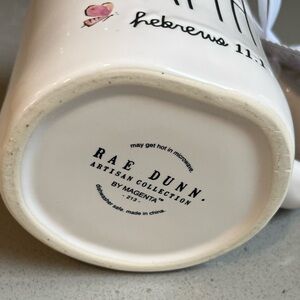 hebrews 11:1
may get hot in microwave.
RAE DUNN.
ARTISAN COLLECTION
BY MAGENTA™
- 213 -
dishwasher safe. made in china.